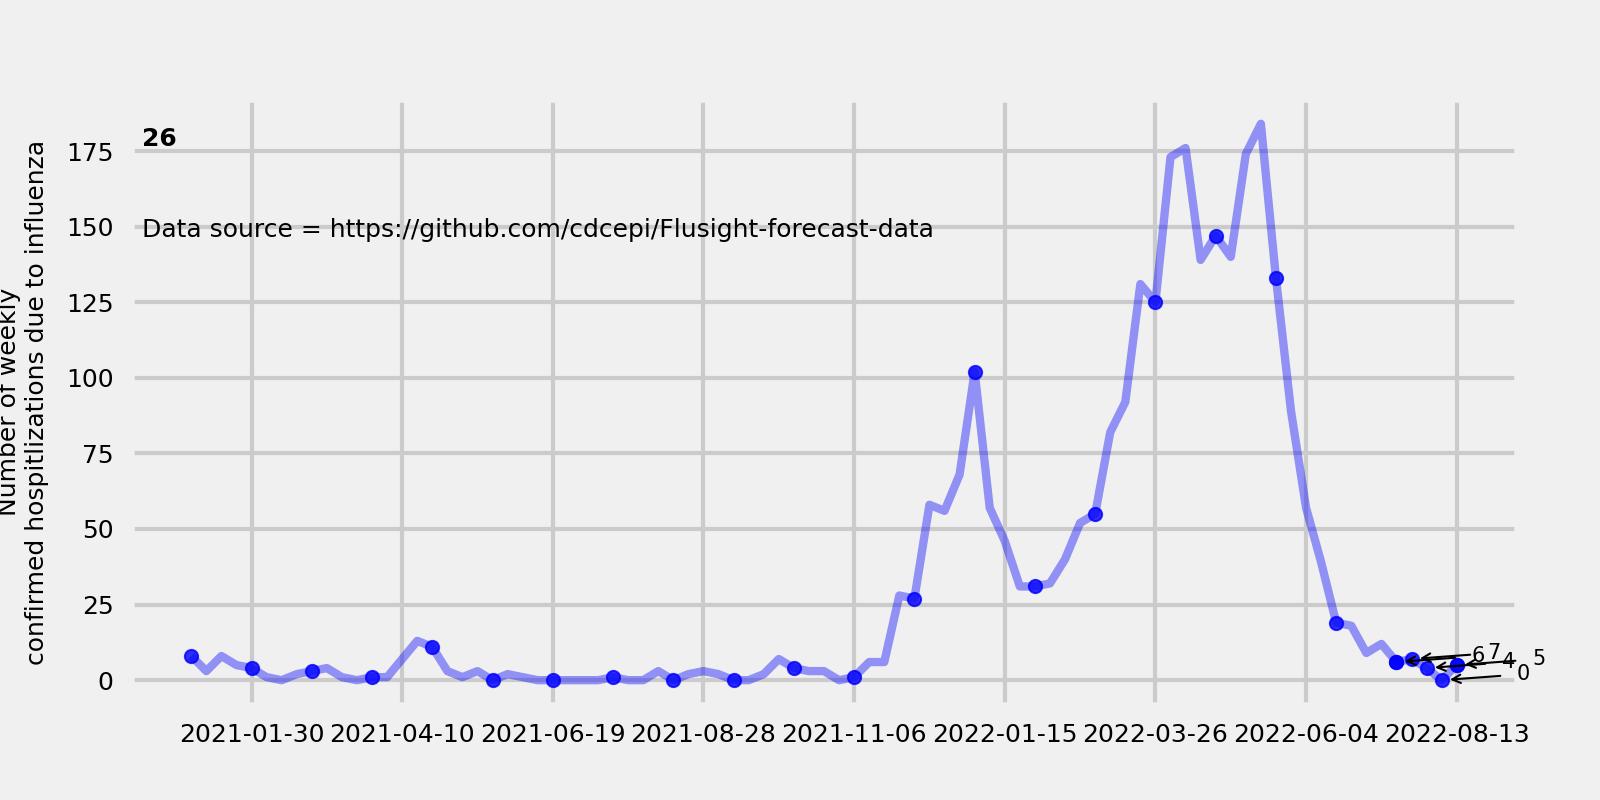 26
Data source = https://github.com/cdcepi/Flusight-forecast-data
Number of weekly
confirmed hospitlizations due to influenza
175
150
125
100
75
50
25
0
6 7 4 0 5
2021-01-30 2021-04-10 2021-06-19 2021-08-28 2021-11-06 2022-01-15 2022-03-26 2022-06-04 2022-08-13